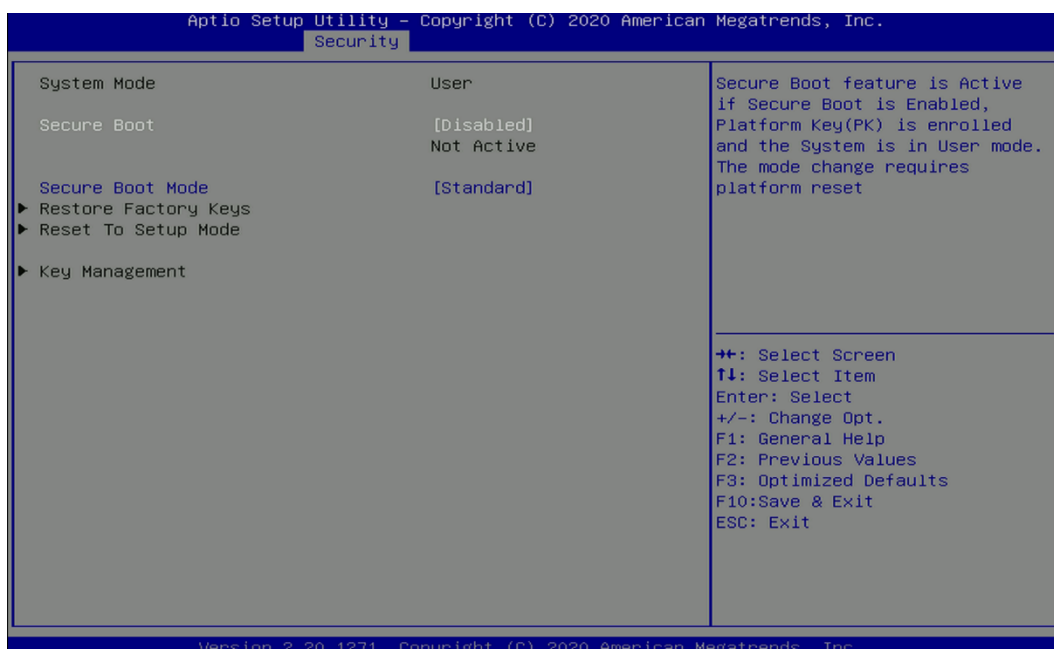 Aptio Setup Utility – Copyright (C) 2020 American Megatrends, Inc.
Security
System Mode User
Secure Boot [Disabled]
Not Active
Secure Boot Mode [Standard]
▶ Restore Factory Keys
▶ Reset To Setup Mode
▶ Key Management
Secure Boot feature is Active
if Secure Boot is Enabled,
Platform Key(PK) is enrolled
and the System is in User mode.
The mode change requires
platform reset
→←: Select Screen
↑↓: Select Item
Enter: Select
+/-: Change Opt.
F1: General Help
F2: Previous Values
F3: Optimized Defaults
F10:Save & Exit
ESC: Exit
Version 2.20.1271. Copyright (C) 2020 American Megatrends, Inc.